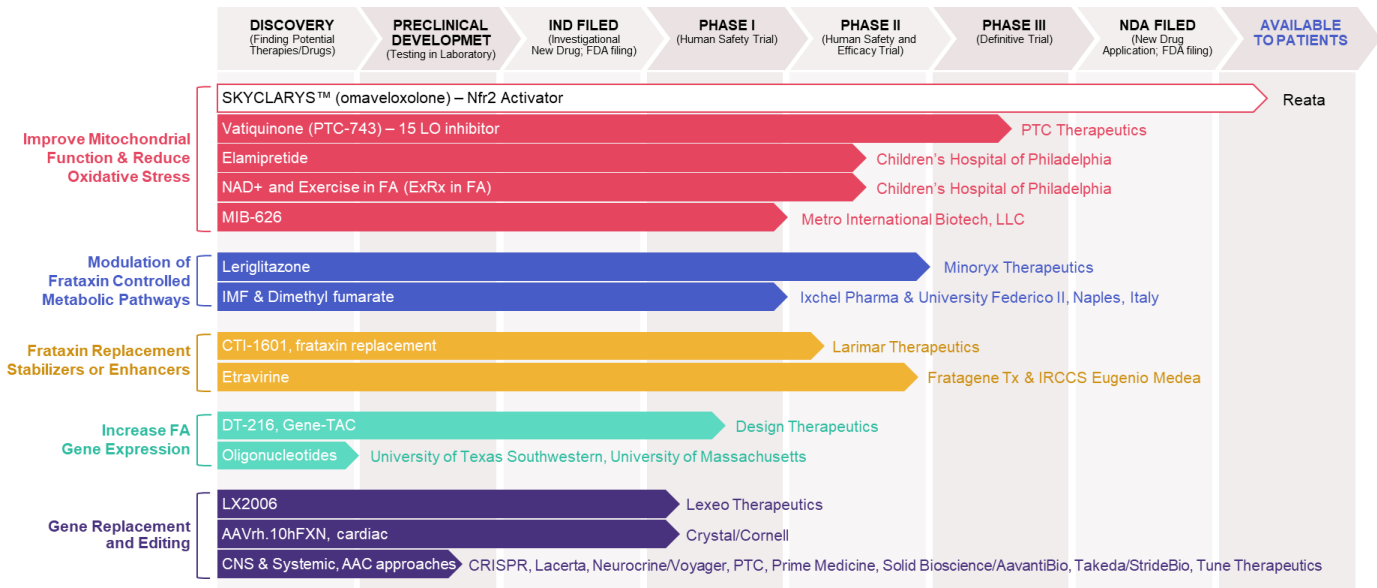 DISCOVERY
(Finding Potential
Therapies/Drugs)
PRECLINICAL
DEVELOPMET
(Testing in Laboratory)
IND FILED
(Investigational
New Drug; FDA filing)
PHASE I
(Human Safety Trial)
PHASE II
(Human Safety and
Efficacy Trial)
PHASE III
(Definitive Trial)
NDA FILED
(New Drug
Application; FDA filing)
AVAILABLE
TO PATIENTS
Improve Mitochondrial
Function & Reduce
Oxidative Stress
SKYCLARYS™ (omaveloxolone) – Nfr2 Activator
Reata
Vatiquinone (PTC-743) – 15 LO inhibitor
PTC Therapeutics
Elamipretide
Children's Hospital of Philadelphia
NAD+ and Exercise in FA (ExRx in FA)
Children's Hospital of Philadelphia
MIB-626
Metro International Biotech, LLC
Modulation of
Frataxin Controlled
Metabolic Pathways
Leriglitazone
Minoryx Therapeutics
IMF & Dimethyl fumarate
Ixchel Pharma & University Federico II, Naples, Italy
Frataxin Replacement
Stabilizers or Enhancers
CTI-1601, frataxin replacement
Larimar Therapeutics
Etravirine
Fratagene Tx & IRCCS Eugenio Medea
Increase FA
Gene Expression
DT-216, Gene-TAC
Design Therapeutics
Oligonucleotides
University of Texas Southwestern, University of Massachusetts
Gene Replacement
and Editing
LX2006
Lexeo Therapeutics
AAVrh.10hFXN, cardiac
Crystal/Cornell
CNS & Systemic, AAC approaches
CRISPR, Lacerta, Neurocrine/Voyager, PTC, Prime Medicine, Solid Bioscience/AavantiBio, Takeda/StrideBio, Tune Therapeutics